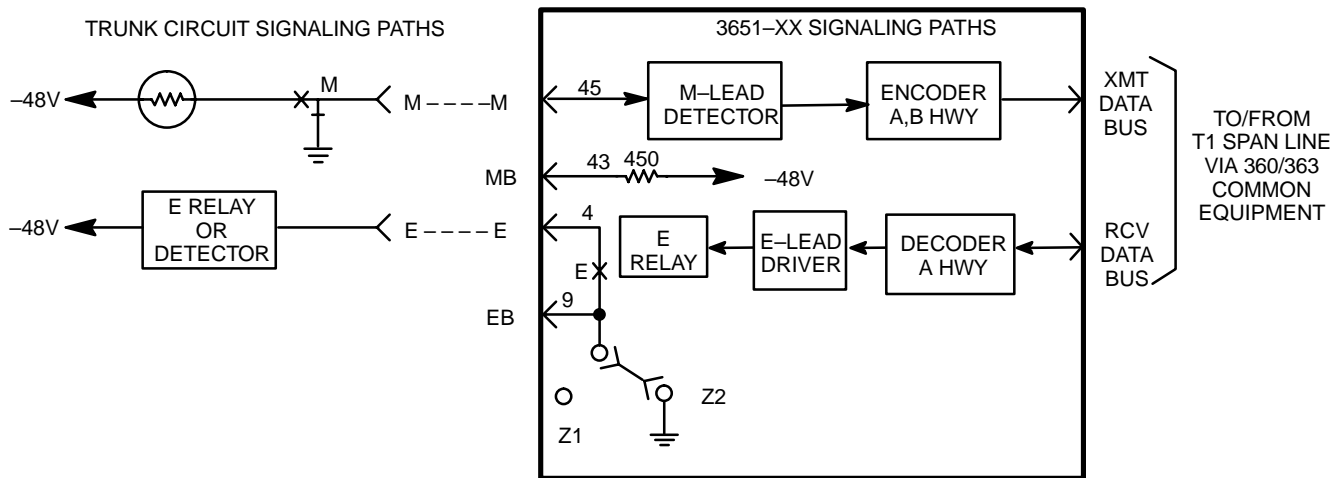 TRUNK CIRCUIT SIGNALING PATHS
3651–XX SIGNALING PATHS
–48V
M
M – – – – M
45
M–LEAD
DETECTOR
ENCODER
A,B HWY
XMT
DATA
BUS
MB
43
450
–48V
TO/FROM
T1 SPAN LINE
VIA 360/363
COMMON
EQUIPMENT
–48V
E RELAY
OR
DETECTOR
E – – – – E
4
E
E
RELAY
E–LEAD
DRIVER
DECODER
A HWY
RCV
DATA
BUS
EB
9
Z1
Z2